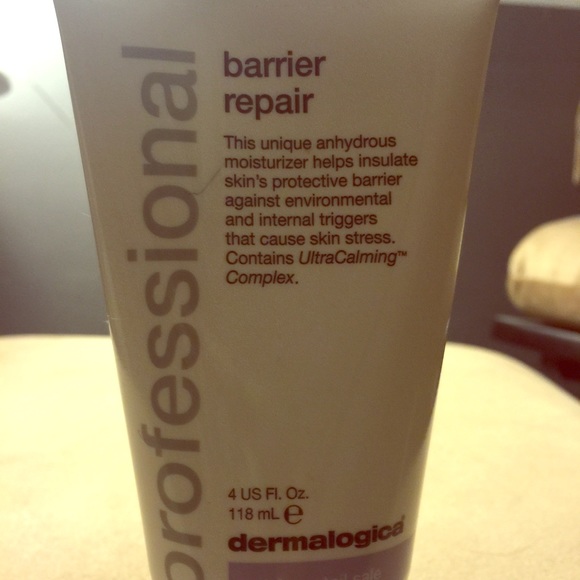 professional
barrier
repair
This unique anhydrous
moisturizer helps insulate
skin's protective barrier
against environmental
and internal triggers
that cause skin stress.
Contains UltraCalming™
Complex.
4 US Fl. Oz.
118 mL ℮
dermalogica®